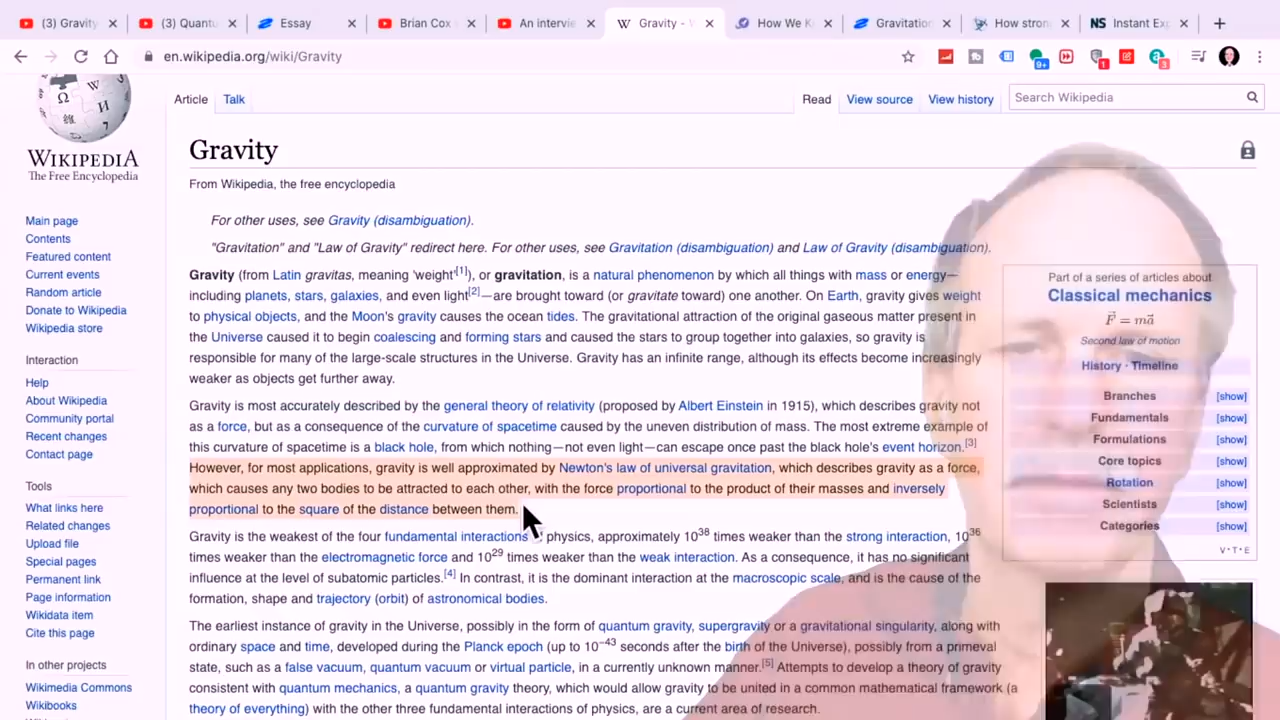 (3) Gravity
(3) Quantu
Essay
Brian Cox
An intervie
Gravity - W
How We K
Gravitation
How stron
NS Instant Exp
en.wikipedia.org/wiki/Gravity
9+
1
3
Article Talk Read View source View history Search Wikipedia
WIKIPEDIA
The Free Encyclopedia
Main page
Contents
Featured content
Current events
Random article
Donate to Wikipedia
Wikipedia store
Interaction
Help
About Wikipedia
Community portal
Recent changes
Contact page
Tools
What links here
Related changes
Upload file
Special pages
Permanent link
Page information
Wikidata item
Cite this page
In other projects
Wikimedia Commons
Wikibooks
Gravity
From Wikipedia, the free encyclopedia
For other uses, see Gravity (disambiguation).
"Gravitation" and "Law of Gravity" redirect here. For other uses, see Gravitation (disambiguation) and Law of Gravity (disambiguation).
Gravity (from Latin gravitas, meaning 'weight'[1]), or gravitation, is a natural phenomenon by which all things with mass or energy—
including planets, stars, galaxies, and even light[2]—are brought toward (or gravitate toward) one another. On Earth, gravity gives weight
to physical objects, and the Moon's gravity causes the ocean tides. The gravitational attraction of the original gaseous matter present in
the Universe caused it to begin coalescing and forming stars and caused the stars to group together into galaxies, so gravity is
responsible for many of the large-scale structures in the Universe. Gravity has an infinite range, although its effects become increasingly
weaker as objects get further away.
Gravity is most accurately described by the general theory of relativity (proposed by Albert Einstein in 1915), which describes gravity not
as a force, but as a consequence of the curvature of spacetime caused by the uneven distribution of mass. The most extreme example of
this curvature of spacetime is a black hole, from which nothing—not even light—can escape once past the black hole's event horizon.[3]
However, for most applications, gravity is well approximated by Newton's law of universal gravitation, which describes gravity as a force,
which causes any two bodies to be attracted to each other, with the force proportional to the product of their masses and inversely
proportional to the square of the distance between them.
Gravity is the weakest of the four fundamental interactions physics, approximately 10³⁸ times weaker than the strong interaction, 10³⁶
times weaker than the electromagnetic force and 10²⁹ times weaker than the weak interaction. As a consequence, it has no significant
influence at the level of subatomic particles.[4] In contrast, it is the dominant interaction at the macroscopic scale, and is the cause of the
formation, shape and trajectory (orbit) of astronomical bodies.
The earliest instance of gravity in the Universe, possibly in the form of quantum gravity, supergravity or a gravitational singularity, along with
ordinary space and time, developed during the Planck epoch (up to 10⁻⁴³ seconds after the birth of the Universe), possibly from a primeval
state, such as a false vacuum, quantum vacuum or virtual particle, in a currently unknown manner.[5] Attempts to develop a theory of gravity
consistent with quantum mechanics, a quantum gravity theory, which would allow gravity to be united in a common mathematical framework (a
theory of everything) with the other three fundamental interactions of physics, are a current area of research.
Part of a series of articles about
Classical mechanics
F⃗ = ma⃗
Second law of motion
History · Timeline
Branches [show]
Fundamentals [show]
Formulations [show]
Core topics [show]
Rotation [show]
Scientists [show]
Categories [show]
V·T·E